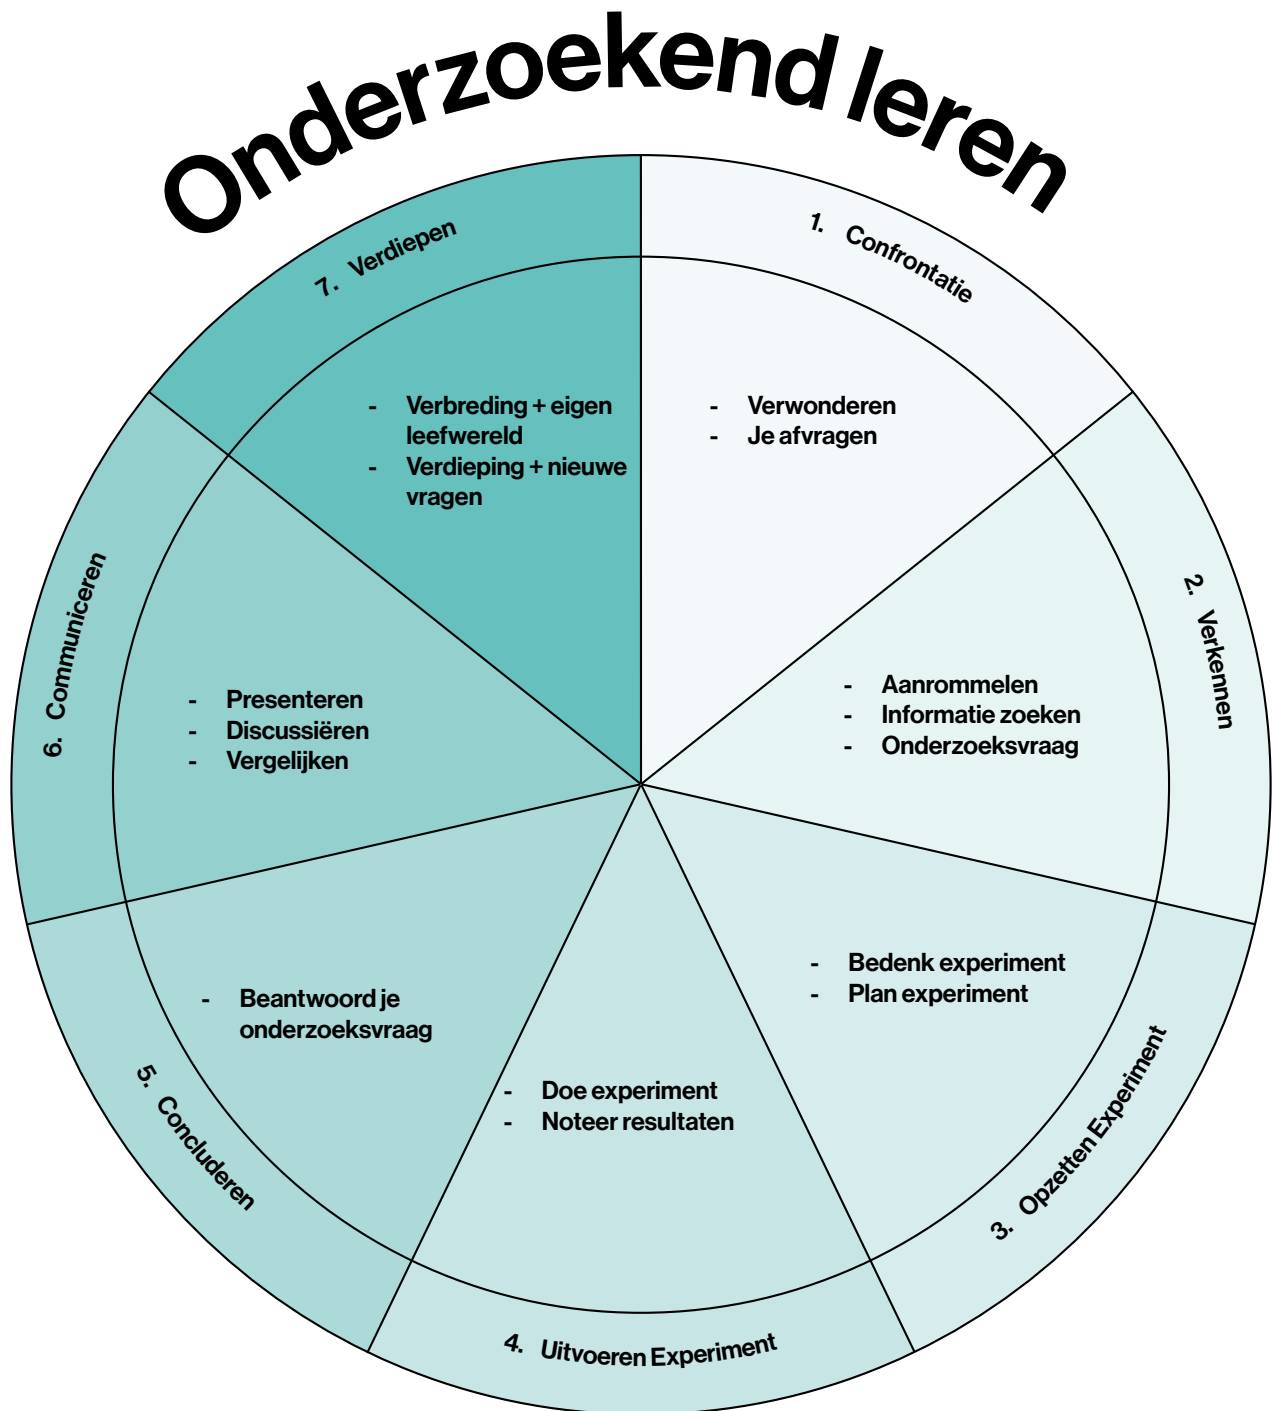 Onderzoekend leren
1. Confrontatie
- Verwonderen
- Je afvragen
2. Verkennen
- Aanrommelen
- Informatie zoeken
- Onderzoeksvraag
3. Opzetten Experiment
- Bedenk experiment
- Plan experiment
4. Uitvoeren Experiment
- Doe experiment
- Noteer resultaten
5. Concluderen
- Beantwoord je
onderzoeksvraag
6. Communiceren
- Presenteren
- Discussiëren
- Vergelijken
7. Verdiepen
- Verbreding + eigen
leefwereld
- Verdieping + nieuwe
vragen